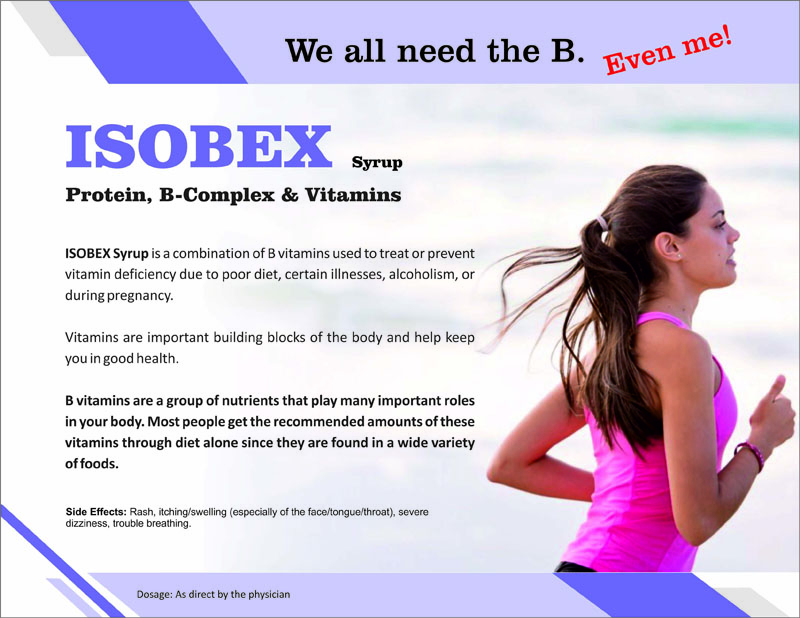 We all need the B. Even me!
ISOBEX Syrup
Protein, B-Complex & Vitamins
ISOBEX Syrup is a combination of B vitamins used to treat or prevent
vitamin deficiency due to poor diet, certain illnesses, alcoholism, or
during pregnancy.
Vitamins are important building blocks of the body and help keep
you in good health.
B vitamins are a group of nutrients that play many important roles
in your body. Most people get the recommended amounts of these
vitamins through diet alone since they are found in a wide variety
of foods.
Side Effects: Rash, itching/swelling (especially of the face/tongue/throat), severe
dizziness, trouble breathing.
Dosage: As direct by the physician